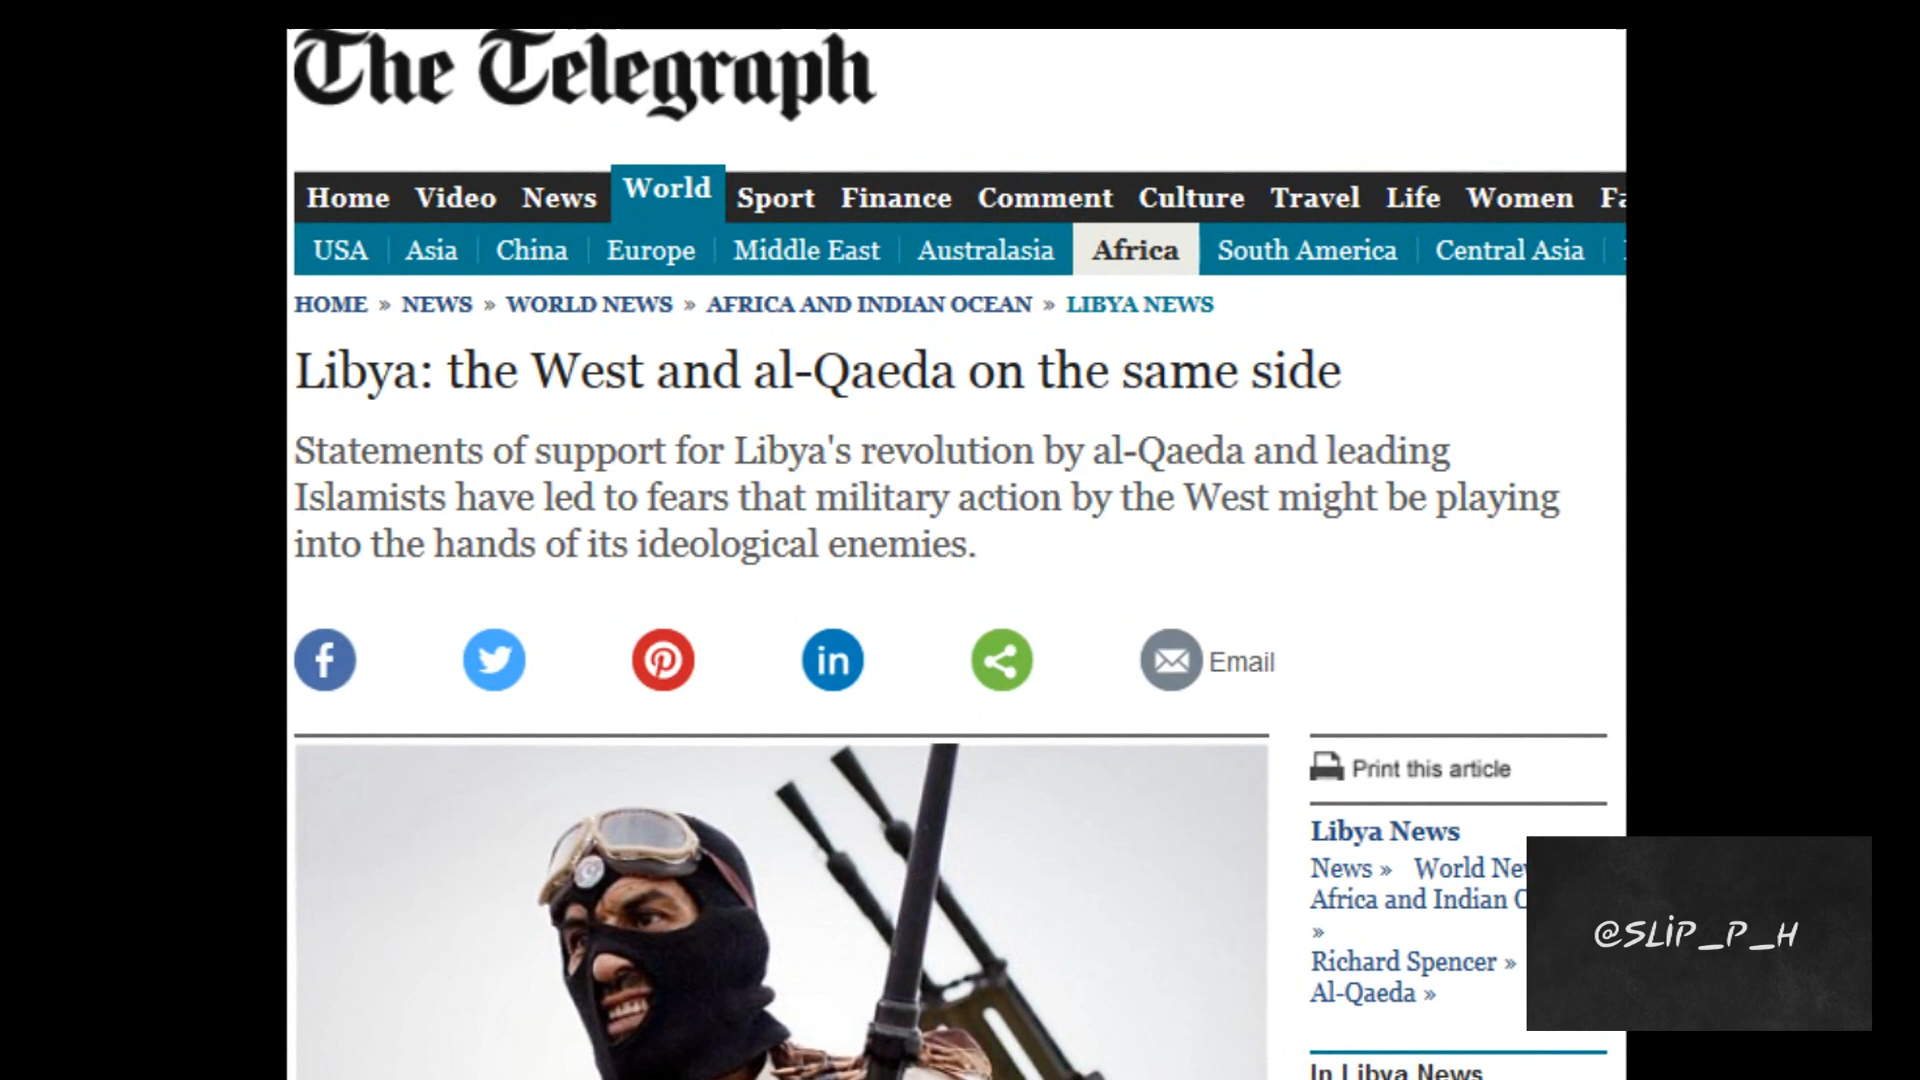 The Telegraph
Home Video News World Sport Finance Comment Culture Travel Life Women
USA Asia China Europe Middle East Australasia Africa South America Central Asia
HOME » NEWS » WORLD NEWS » AFRICA AND INDIAN OCEAN » LIBYA NEWS
Libya: the West and al-Qaeda on the same side
Statements of support for Libya's revolution by al-Qaeda and leading
Islamists have led to fears that military action by the West might be playing
into the hands of its ideological enemies.
f in Email
Print this article
Libya News
News » World
Africa and Indian
»
Richard Spencer »
Al-Qaeda »
@SLIP_P_H
In Libya News